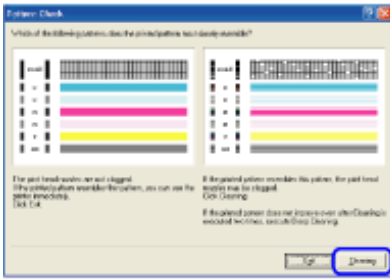 Pattern Check
Which of the following patterns does the printed pattern most closely resemble?
The print head nozzles are not clogged.
If the printed pattern resembles this pattern, you can use the
printer immediately.
Click Exit.
If the printed pattern resembles this pattern, the print head
nozzles may be clogged.
Click Cleaning.
If the printed pattern does not improve even after Cleaning is
executed two times, execute Deep Cleaning.
Exit
Cleaning